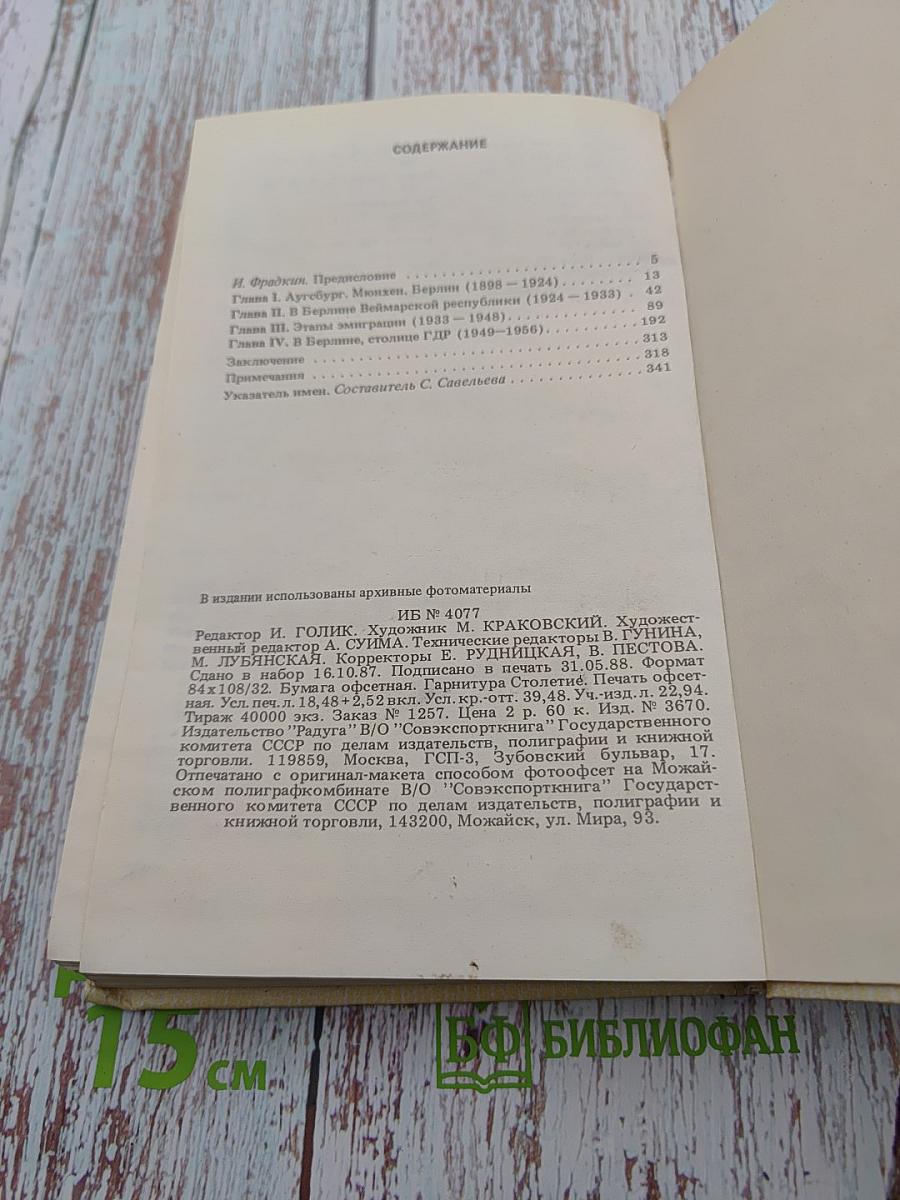 СОДЕРЖАНИЕ
И. Фрадкин. Предисловие . . . . . . . . . . . . . . . . . . . . . . . . . 5
Глава I. Аугсбург. Мюнхен. Берлин (1898 — 1924) . . . . . . . . 13
Глава II. В Берлине Веймарской республики (1924 — 1933) . 42
Глава III. Этапы эмиграции (1933 — 1948). . . . . . . . . . . . . 89
Глава IV. В Берлине, столице ГДР (1949—1956). . . . . . . . . 192
Заключение . . . . . . . . . . . . . . . . . . . . . . . . . . . . . . . . 313
Примечания . . . . . . . . . . . . . . . . . . . . . . . . . . . . . . . . 318
Указатель имен. Составитель С. Савельева . . . . . . . . . . . . . 341
В издании использованы архивные фотоматериалы
ИБ № 4077
Редактор И. ГОЛИК. Художник М. КРАКОВСКИЙ. Художест-
венный редактор А. СУИМА. Технические редакторы В. ГУНИНА,
М. ЛУБЯНСКАЯ. Корректоры Е. РУДНИЦКАЯ, В. ПЕСТОВА.
Сдано в набор 16.10.87. Подписано в печать 31.05.88. Формат
84х108/32. Бумага офсетная. Гарнитура Столетие. Печать офсет-
ная. Усл. печ. л. 18,48 + 2,52 вкл. Усл. кр.-отт. 39,48. Уч.-изд. л. 22,94.
Тираж 40000 экз. Заказ № 1257. Цена 2 р. 60 к. Изд. № 3670.
Издательство "Радуга" В/О "Совэкспорткнига" Государственного
комитета СССР по делам издательств, полиграфии и книжной
торговли. 119859, Москва, ГСП-3, Зубовский бульвар, 17.
Отпечатано с оригинал-макета способом фотоофсет на Можай-
ском полиграфкомбинате В/О "Совэкспорткнига" Государст-
венного комитета СССР по делам издательств, полиграфии и
книжной торговли, 143200, Можайск, ул. Мира, 93.
15 см
БФ БИБЛИОФАН